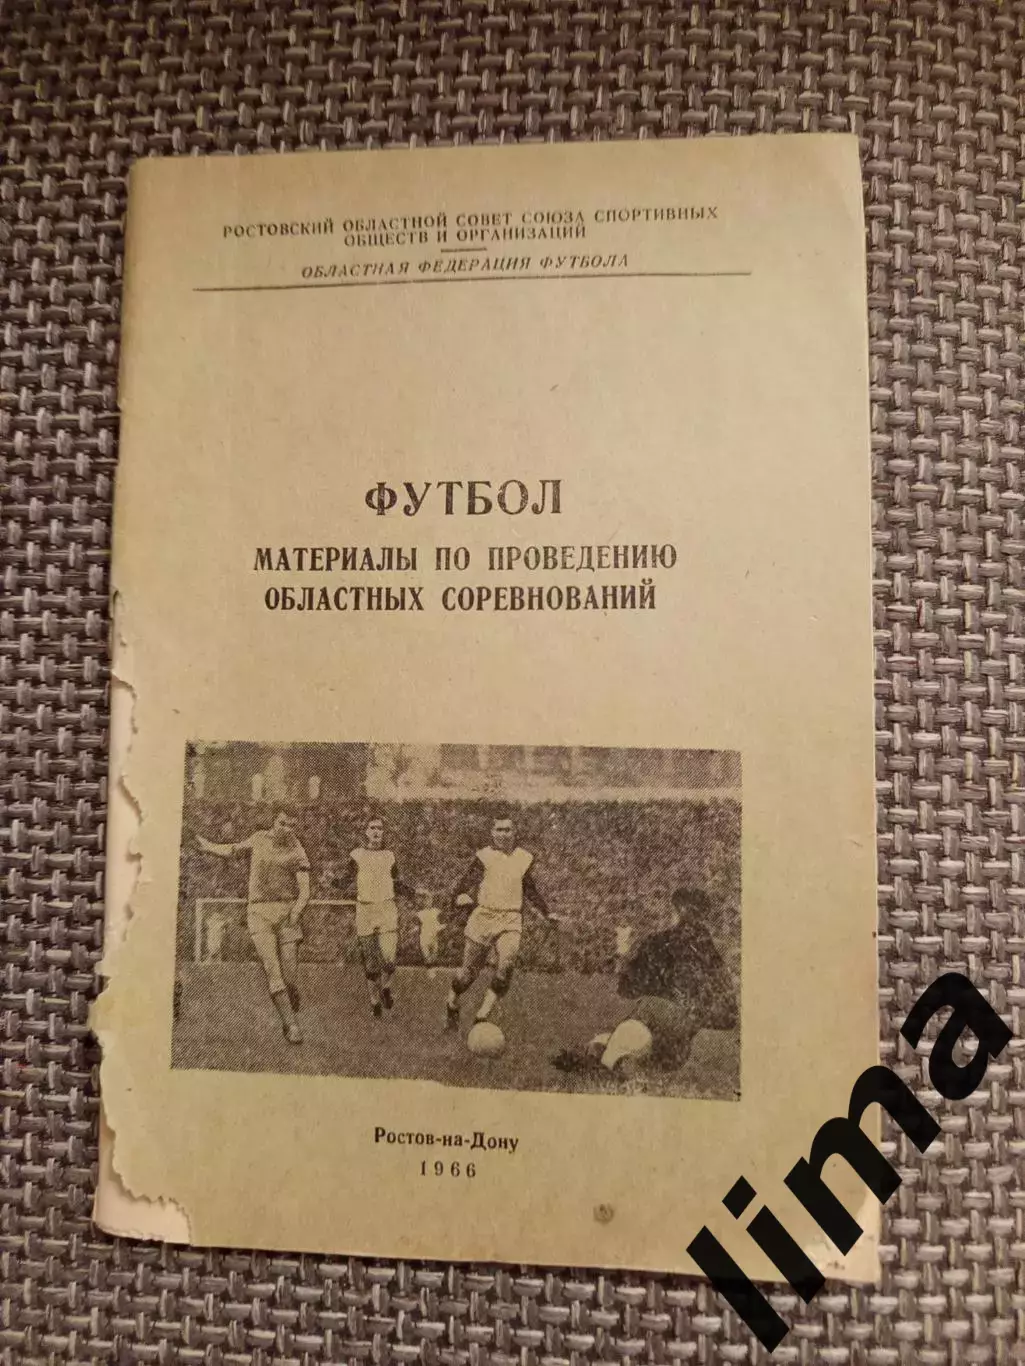 РОСТОВСКИЙ ОБЛАСТНОЙ СОВЕТ СОЮЗА СПОРТИВНЫХ
ОБЩЕСТВ И ОРГАНИЗАЦИЙ
ОБЛАСТНАЯ ФЕДЕРАЦИЯ ФУТБОЛА
ФУТБОЛ
МАТЕРИАЛЫ ПО ПРОВЕДЕНИЮ
ОБЛАСТНЫХ СОРЕВНОВАНИЙ
Ростов-на-Дону
1966
lima